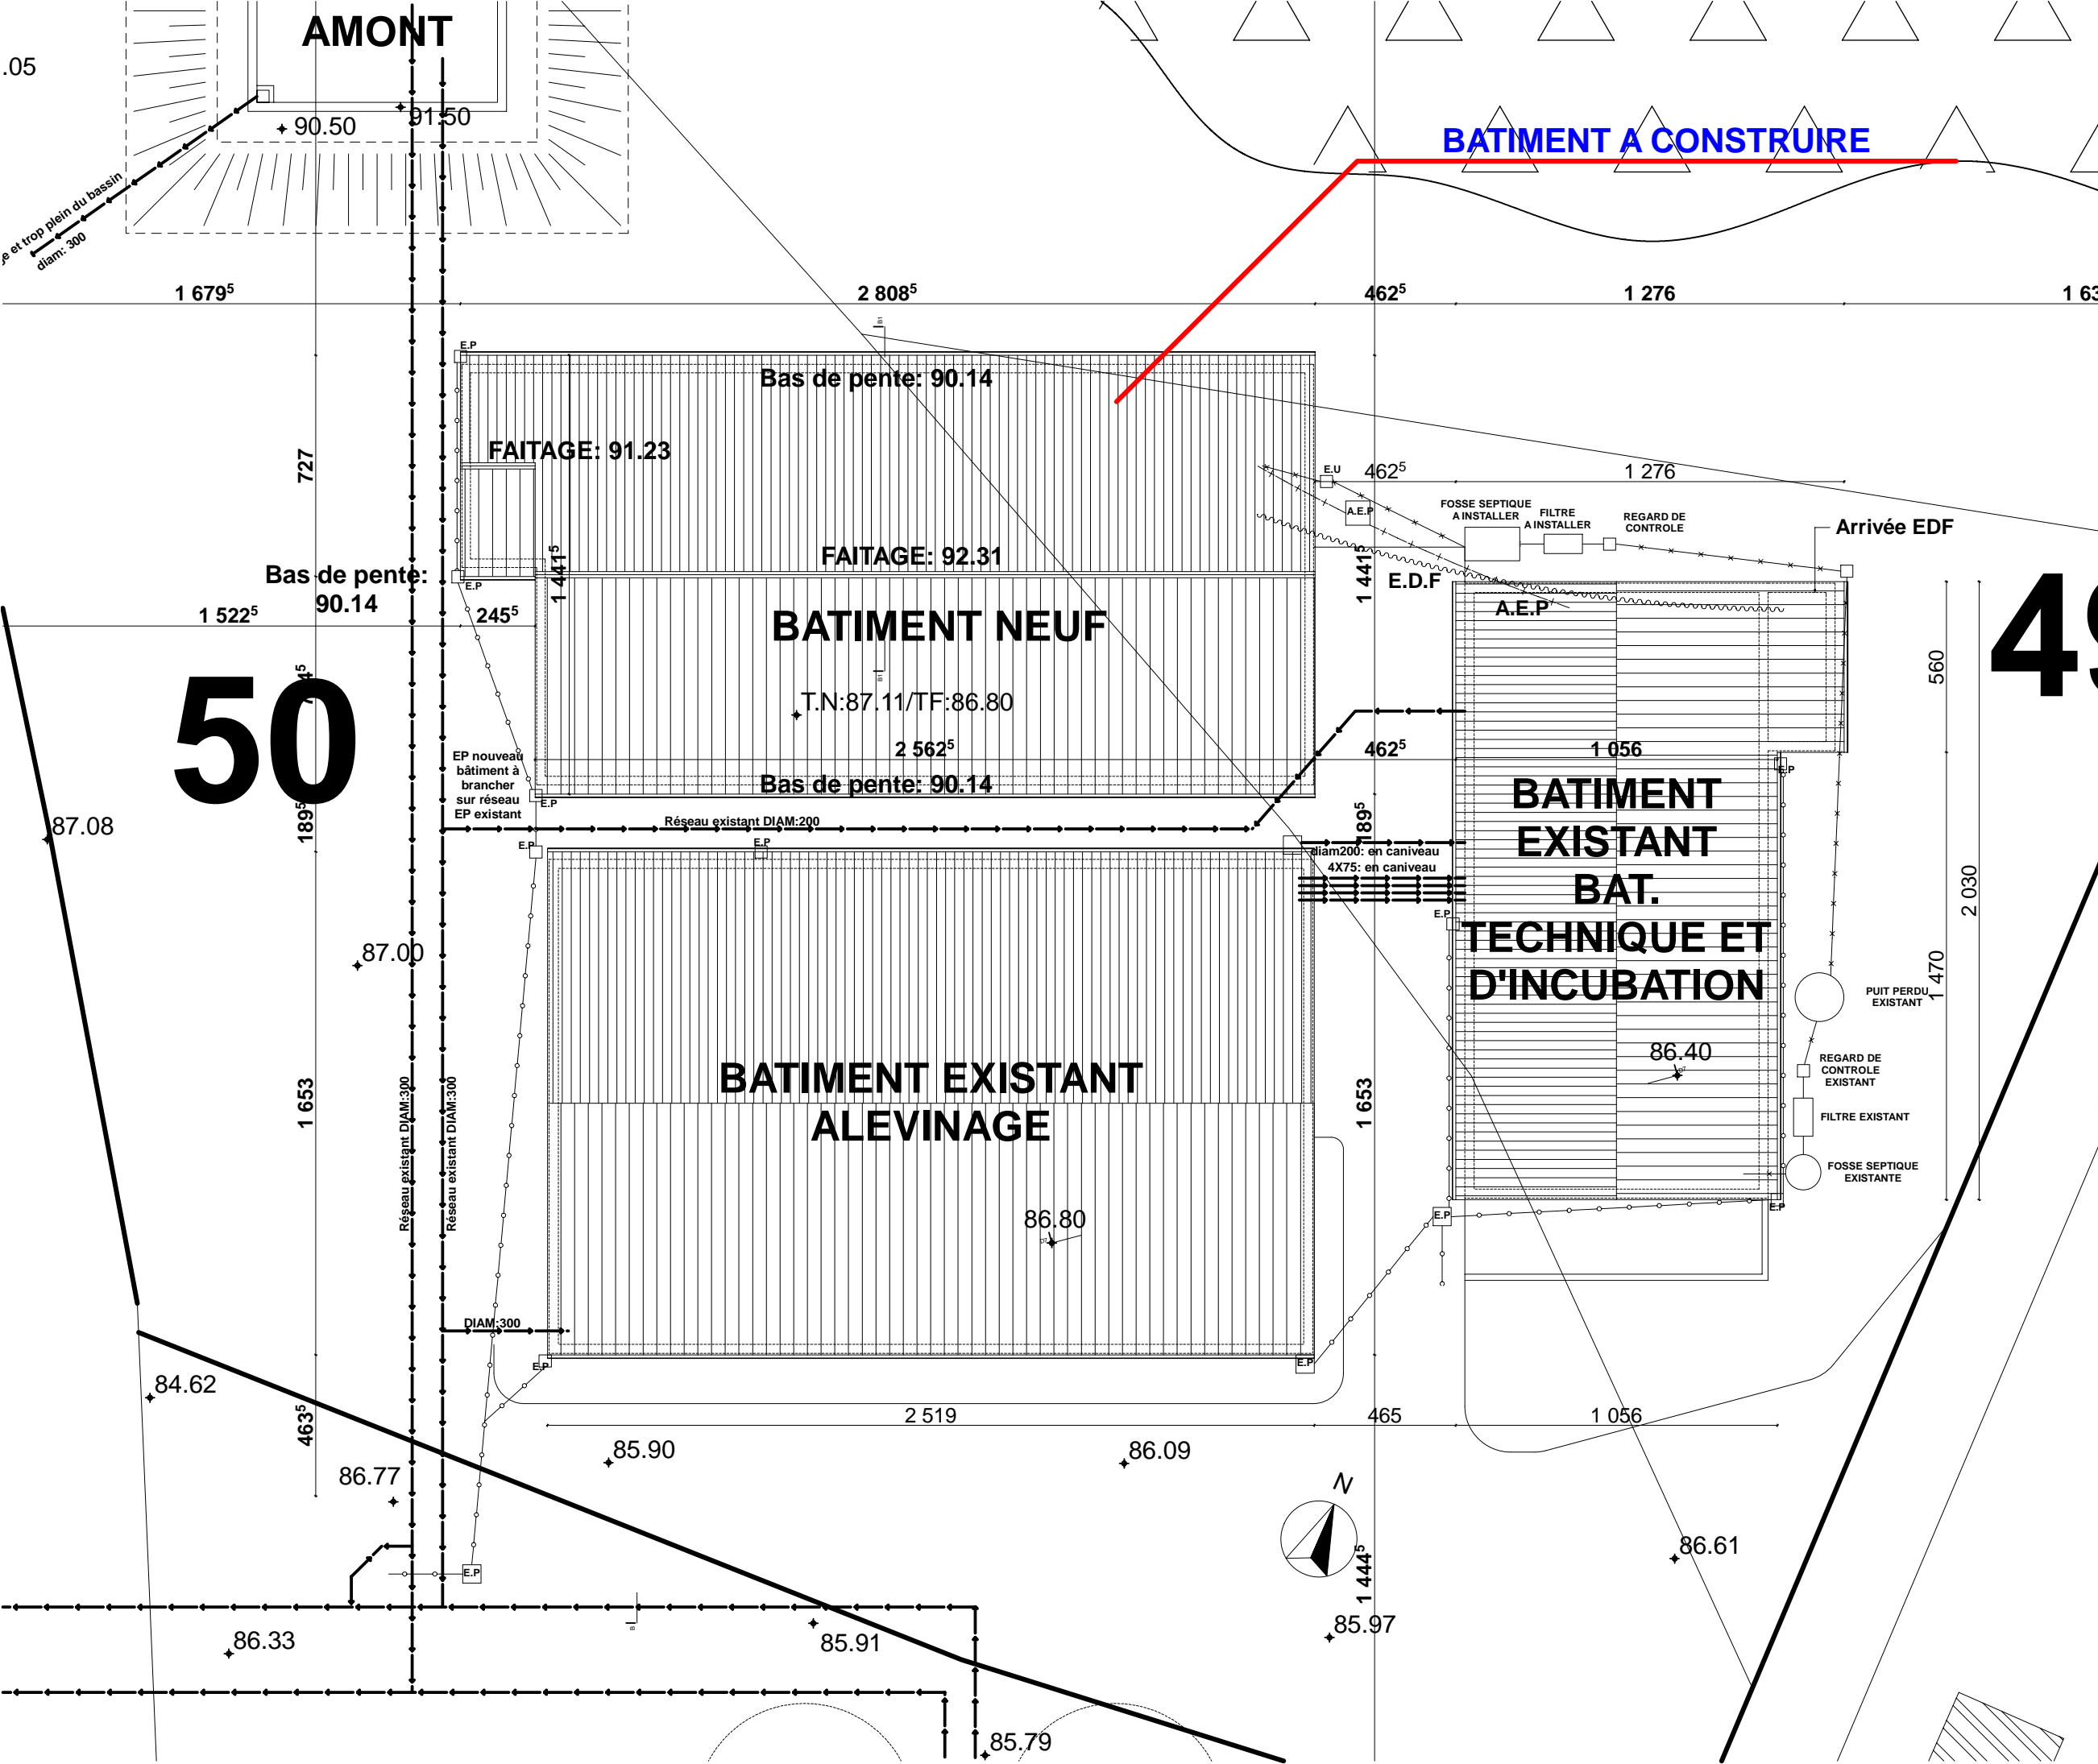 AMONT
.05
90.50
91.50
BATIMENT A CONSTRUIRE
e et trop plein du bassin
diam: 300
1 679⁵
2 808⁵
462⁵
1 276
1 63
E.P
B1
Bas de pente: 90.14
FAITAGE: 91.23
727
E.U
462⁵
1 276
A.E.P
FOSSE SEPTIQUE
A INSTALLER
FILTRE
A INSTALLER
REGARD DE
CONTROLE
Arrivée EDF
FAITAGE: 92.31
1 441⁵
1 441⁵
E.D.F
A.E.P
Bas de pente:
90.14
E.P
1 522⁵
245⁵
BATIMENT NEUF
49
50
560
B1
T.N:87.11/TF:86.80
2 562⁵
462⁵
1 056
EP nouveau
bâtiment à
brancher
sur réseau
EP existant
Bas de pente: 90.14
E.P
E.P
BATIMENT
EXISTANT
BAT.
TECHNIQUE ET
D'INCUBATION
87.08
189⁵
189⁵
Réseau existant DIAM:200
E.P
E.P
diam200: en caniveau
4X75: en caniveau
2 030
E.P
87.00
1 470
PUIT PERDU
EXISTANT
86.40
REGARD DE
CONTROLE
EXISTANT
BATIMENT EXISTANT
ALEVINAGE
1 653
1 653
Réseau existant DIAM:300
Réseau existant DIAM:300
FILTRE EXISTANT
FOSSE SEPTIQUE
EXISTANTE
86.80
E.P
E.P
DIAM:300
E.P
E.P
84.62
463⁵
2 519
465
1 056
85.90
86.09
86.77
N
86.61
1 444⁵
E.P
85.97
86.33
85.91
85.79